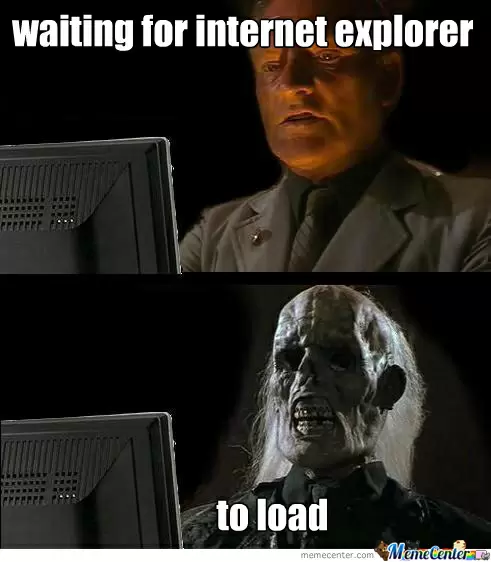 waiting for internet explorer
to load
memecenter.com MemeCenter